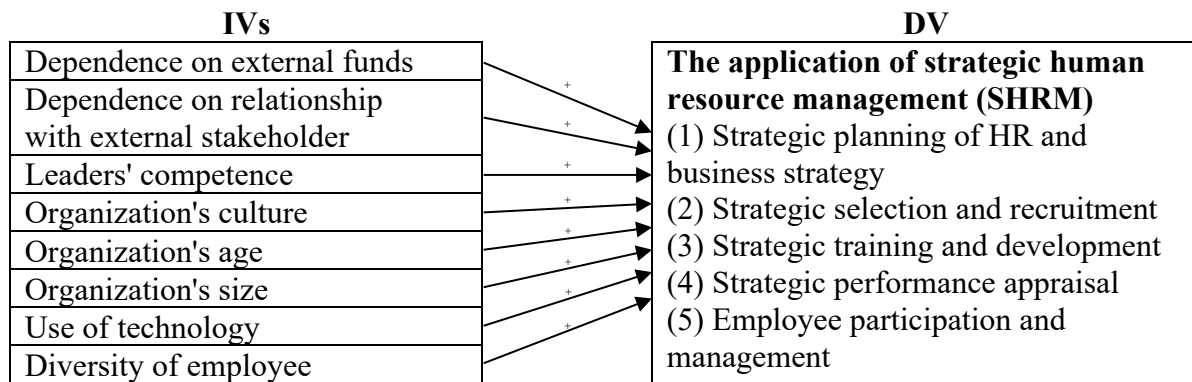 IVs
Dependence on external funds
Dependence on relationship
with external stakeholder
Leaders' competence
Organization's culture
Organization's age
Organization's size
Use of technology
Diversity of employee
+
+
+
+
+
+
+
+
DV
The application of strategic human
resource management (SHRM)
(1) Strategic planning of HR and
business strategy
(2) Strategic selection and recruitment
(3) Strategic training and development
(4) Strategic performance appraisal
(5) Employee participation and
management